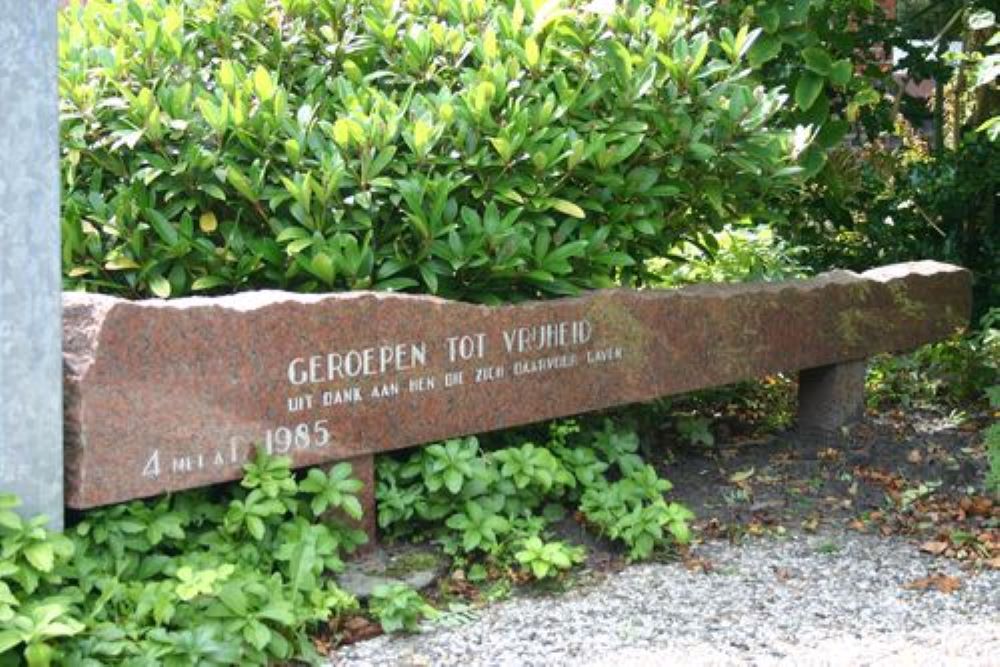 GEROEPEN TOT VRIJHEID
UIT DANK AAN HEN DIE ZICH DAARVOOR GAVEN
4 MEI A.D. 1985